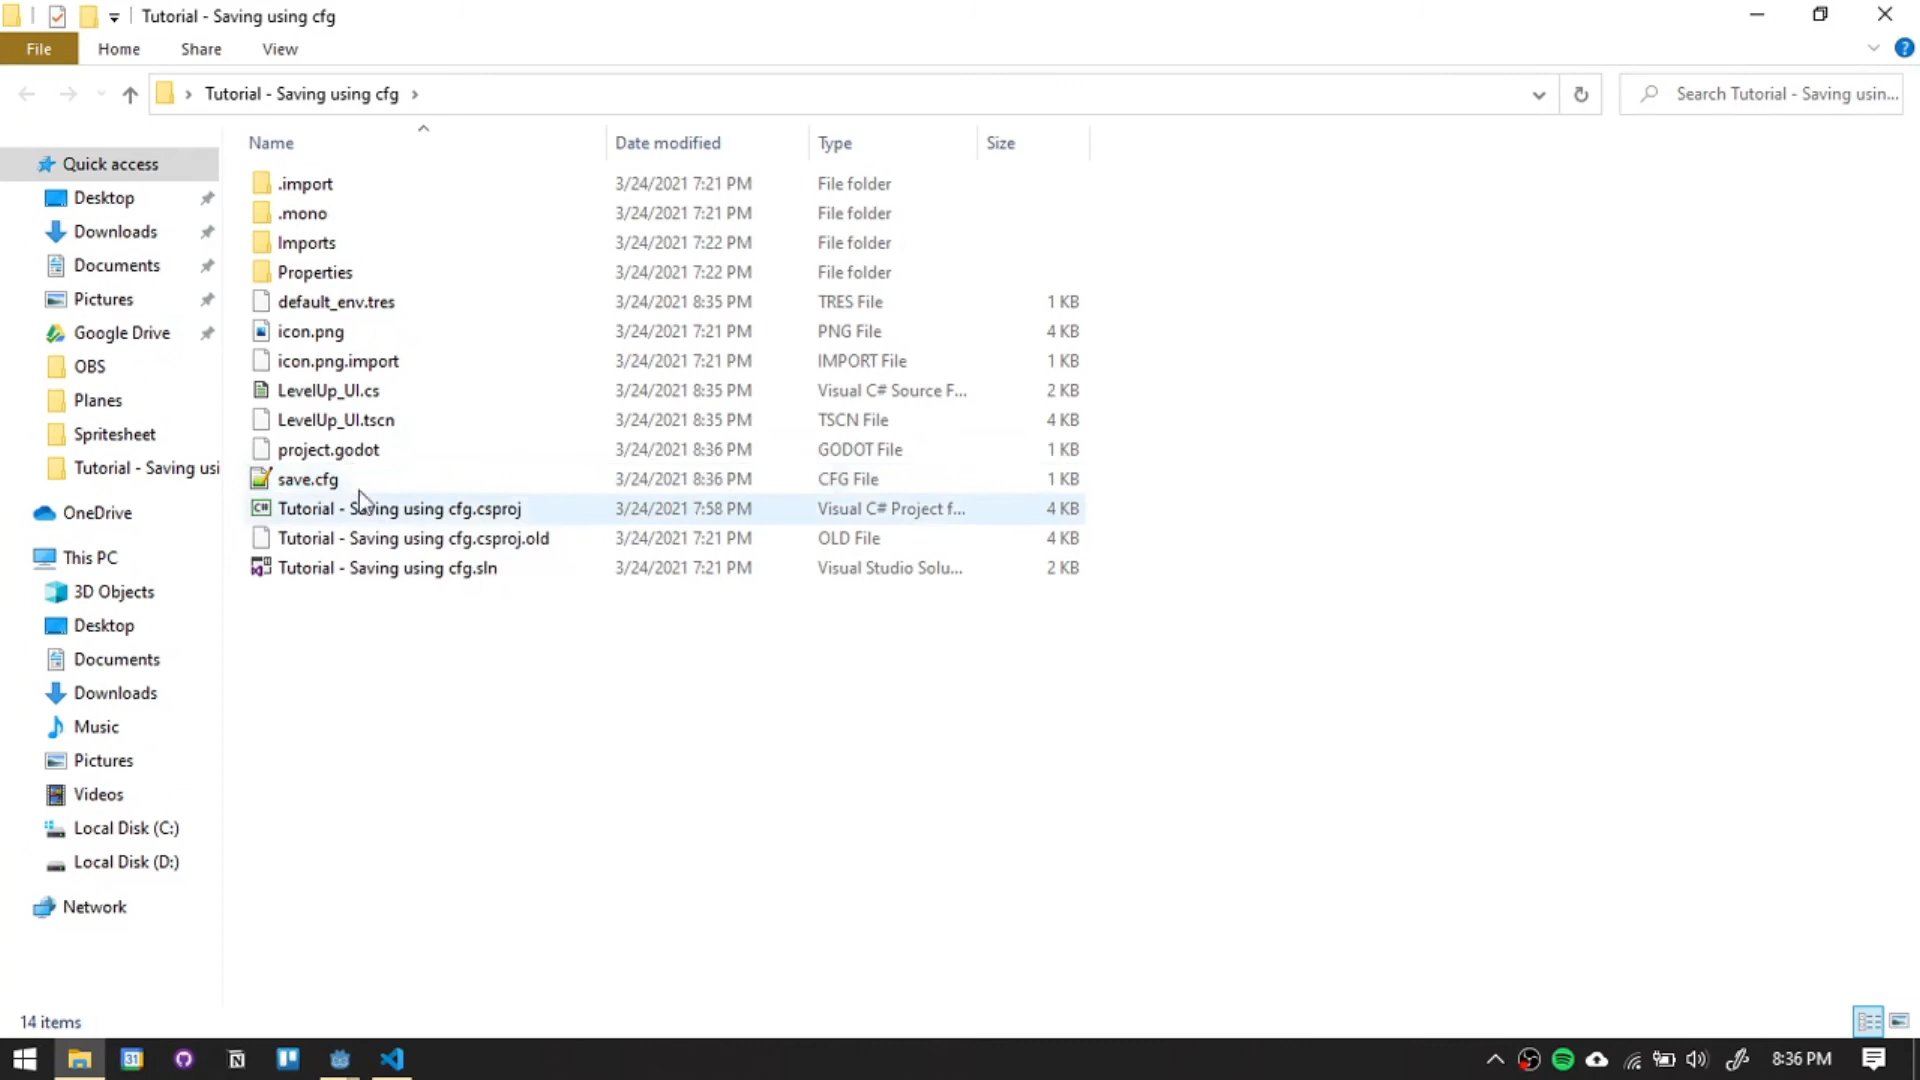 Tutorial - Saving using cfg
File Home Share View
Tutorial - Saving using cfg
Search Tutorial - Saving usin...
Name Date modified Type Size
Quick access
Desktop
Downloads
Documents
Pictures
Google Drive
OBS
Planes
Spritesheet
Tutorial - Saving usi
OneDrive
This PC
3D Objects
Desktop
Documents
Downloads
Music
Pictures
Videos
Local Disk (C:)
Local Disk (D:)
Network
.import 3/24/2021 7:21 PM File folder
.mono 3/24/2021 7:21 PM File folder
Imports 3/24/2021 7:22 PM File folder
Properties 3/24/2021 7:22 PM File folder
default_env.tres 3/24/2021 8:35 PM TRES File 1 KB
icon.png 3/24/2021 7:21 PM PNG File 4 KB
icon.png.import 3/24/2021 7:21 PM IMPORT File 1 KB
LevelUp_UI.cs 3/24/2021 8:35 PM Visual C# Source F... 2 KB
LevelUp_UI.tscn 3/24/2021 8:35 PM TSCN File 4 KB
project.godot 3/24/2021 8:36 PM GODOT File 1 KB
save.cfg 3/24/2021 8:36 PM CFG File 1 KB
Tutorial - Saving using cfg.csproj 3/24/2021 7:58 PM Visual C# Project f... 4 KB
Tutorial - Saving using cfg.csproj.old 3/24/2021 7:21 PM OLD File 4 KB
Tutorial - Saving using cfg.sln 3/24/2021 7:21 PM Visual Studio Solu... 2 KB
14 items
31
8:36 PM